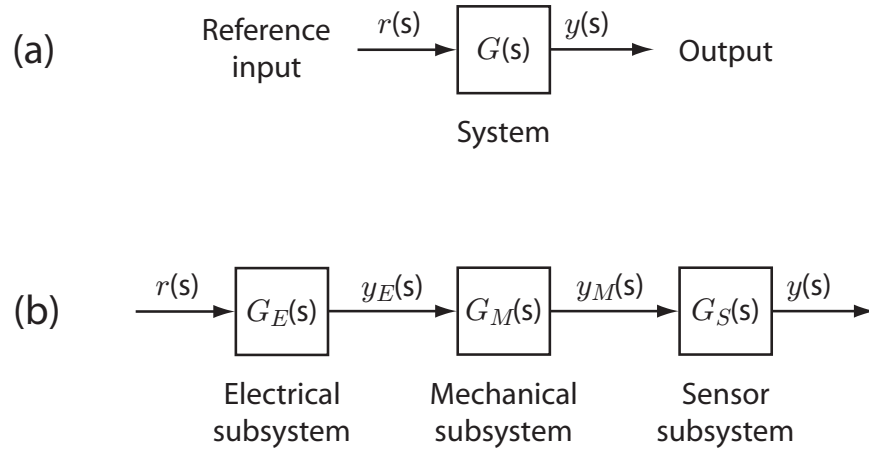 (a)
Reference
input
r(s)
G(s)
y(s)
Output
System
(b)
r(s)
G_E(s)
y_E(s)
G_M(s)
y_M(s)
G_S(s)
y(s)
Electrical
subsystem
Mechanical
subsystem
Sensor
subsystem